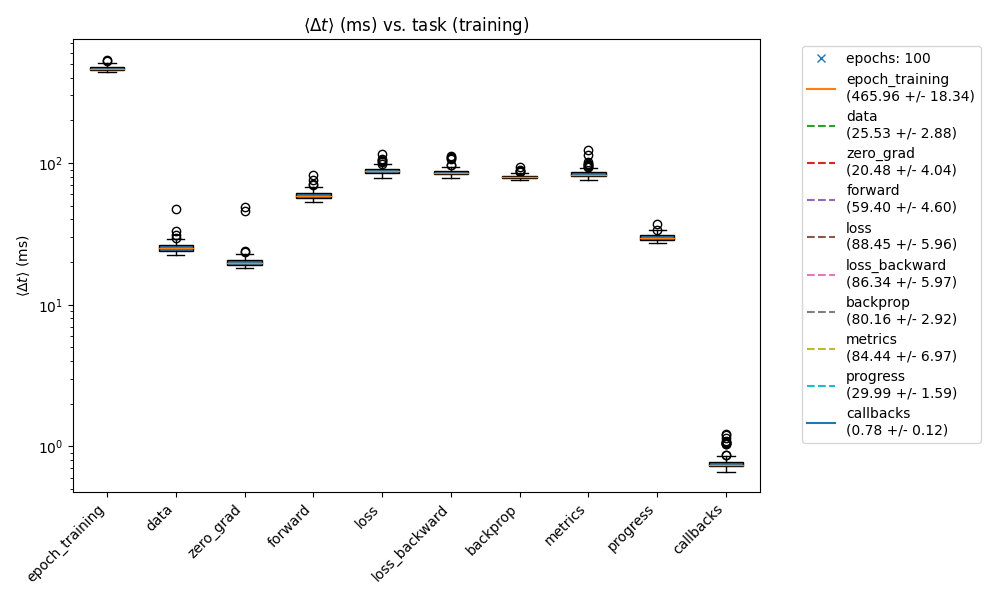 ⟨Δt⟩ (ms) vs. task (training)
⟨Δt⟩ (ms)
10²
10¹
10⁰
epoch_training
data
zero_grad
forward
loss
loss_backward
backprop
metrics
progress
callbacks
epochs: 100
epoch_training
(465.96 +/- 18.34)
data
(25.53 +/- 2.88)
zero_grad
(20.48 +/- 4.04)
forward
(59.40 +/- 4.60)
loss
(88.45 +/- 5.96)
loss_backward
(86.34 +/- 5.97)
backprop
(80.16 +/- 2.92)
metrics
(84.44 +/- 6.97)
progress
(29.99 +/- 1.59)
callbacks
(0.78 +/- 0.12)